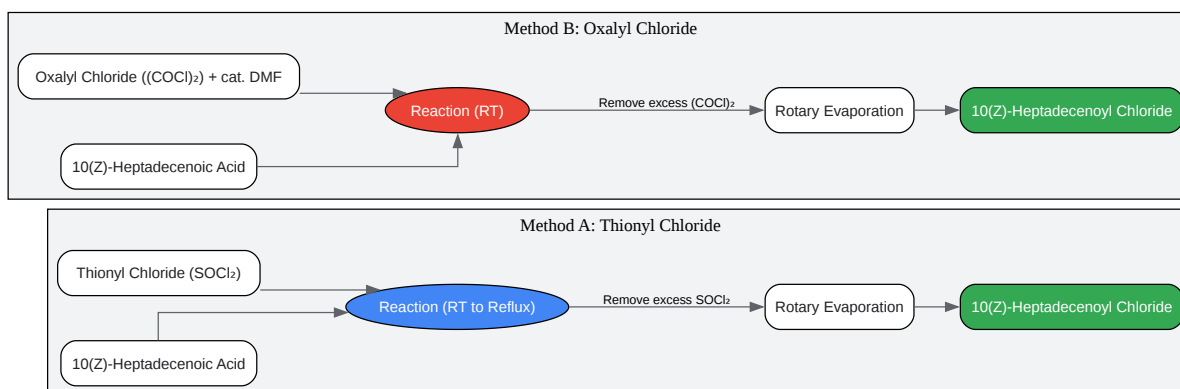 Method B: Oxalyl Chloride
Oxalyl Chloride ((COCl)₂) + cat. DMF
Reaction (RT)
Remove excess (COCl)₂
Rotary Evaporation
10(Z)-Heptadecenoyl Chloride
10(Z)-Heptadecenoic Acid
Method A: Thionyl Chloride
Thionyl Chloride (SOCl₂)
Reaction (RT to Reflux)
Remove excess SOCl₂
Rotary Evaporation
10(Z)-Heptadecenoyl Chloride
10(Z)-Heptadecenoic Acid